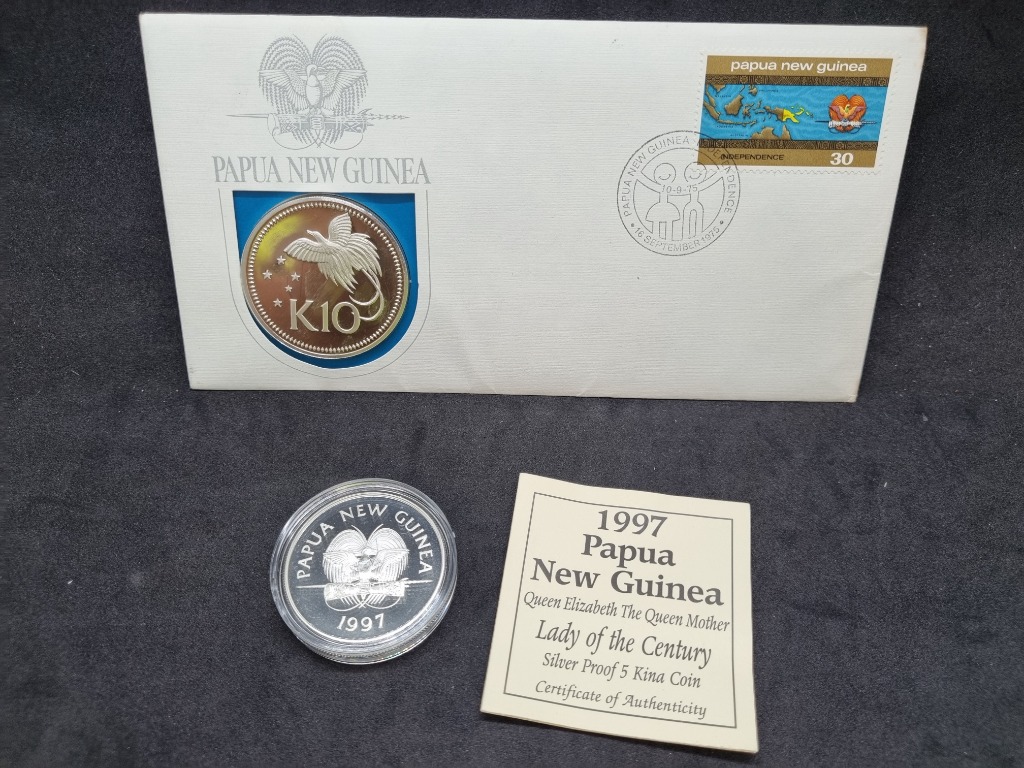 PAPUA NEW GUINEA
K10
papua new guinea
INDEPENDENCE
30
PAPUA NEW GUINEA INDEPENDENCE
16-9-75
16 SEPTEMBER 1975
PAPUA NEW GUINEA
1997
1997
Papua
New Guinea
Queen Elizabeth The Queen Mother
Lady of the Century
Silver Proof 5 Kina Coin
Certificate of Authenticity